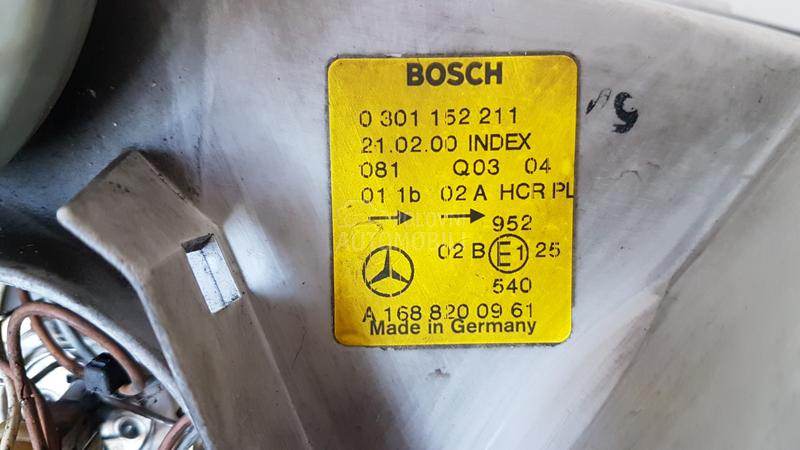 BOSCH
0 301 152 211
21.02.00 INDEX
081 Q03 04
01 1b 02 A HCR PL
952
02 B E1 25
540
A 168 820 09 61
Made in Germany